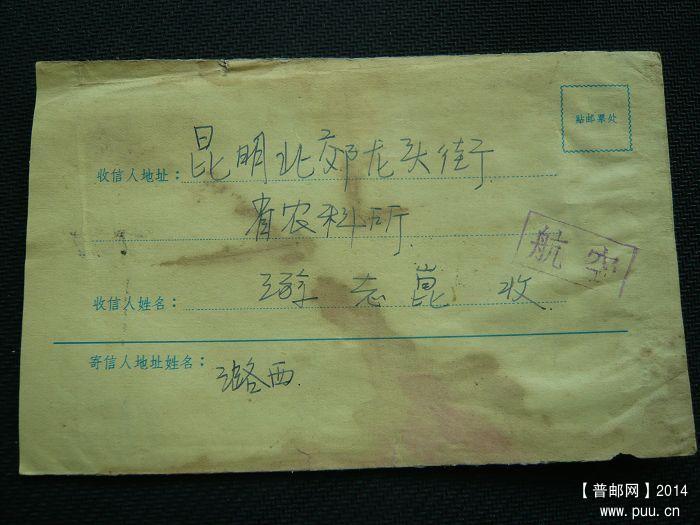 贴邮票处
收信人地址：昆明北郊龙头街
省农科所
航空
收信人姓名：志崑 收
寄信人地址姓名：潞西
【普邮网】2014
www.puu.cn